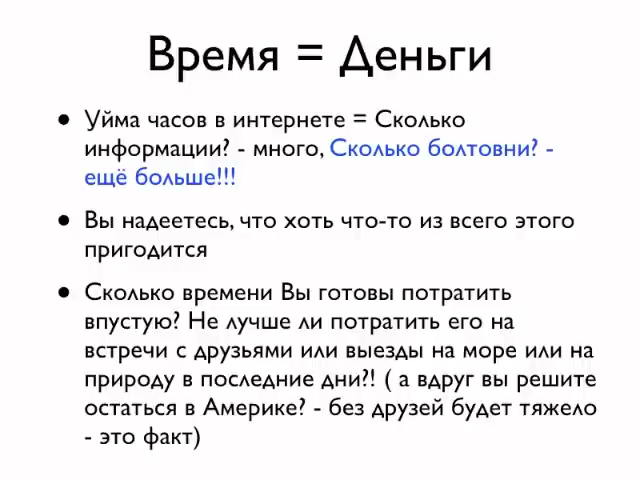 Время = Деньги
• Уйма часов в интернете = Сколько
информации? - много, Сколько болтовни? -
ещё больше!!!
• Вы надеетесь, что хоть что-то из всего этого
пригодится
• Сколько времени Вы готовы потратить
впустую? Не лучше ли потратить его на
встречи с друзьями или выезды на море или на
природу в последние дни?! ( а вдруг вы решите
остаться в Америке? - без друзей будет тяжело
- это факт)